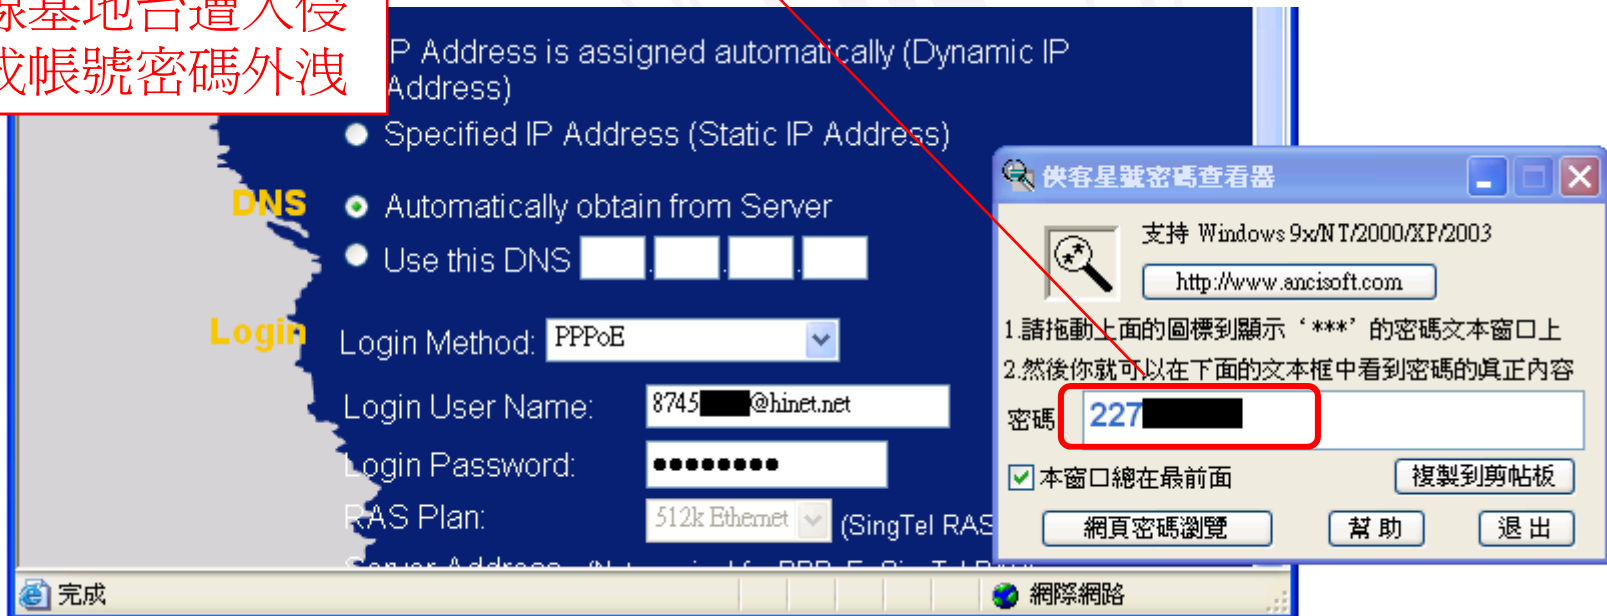 線基地台遭入侵
成帳號密碼外洩
P Address is assigned automatically (Dynamic IP
Address)
Specified IP Address (Static IP Address)
DNS
Automatically obtain from Server
Use this DNS
Login
Login Method: PPPoE
Login User Name: 8745 @hinet.net
Login Password: ●●●●●●●●
RAS Plan: 512k Ethernet (SingTel RAS
完成
網際網路
俠客星號密碼查看器
支持 Windows 9x/NT/2000/XP/2003
http://www.ancisoft.com
1.請拖動上面的圖標到顯示‘***’的密碼文本窗口上
2.然後你就可以在下面的文本框中看到密碼的真正內容
密碼 227
本窗口總在最前面
複製到剪帖板
網頁密碼瀏覽
幫助
退出